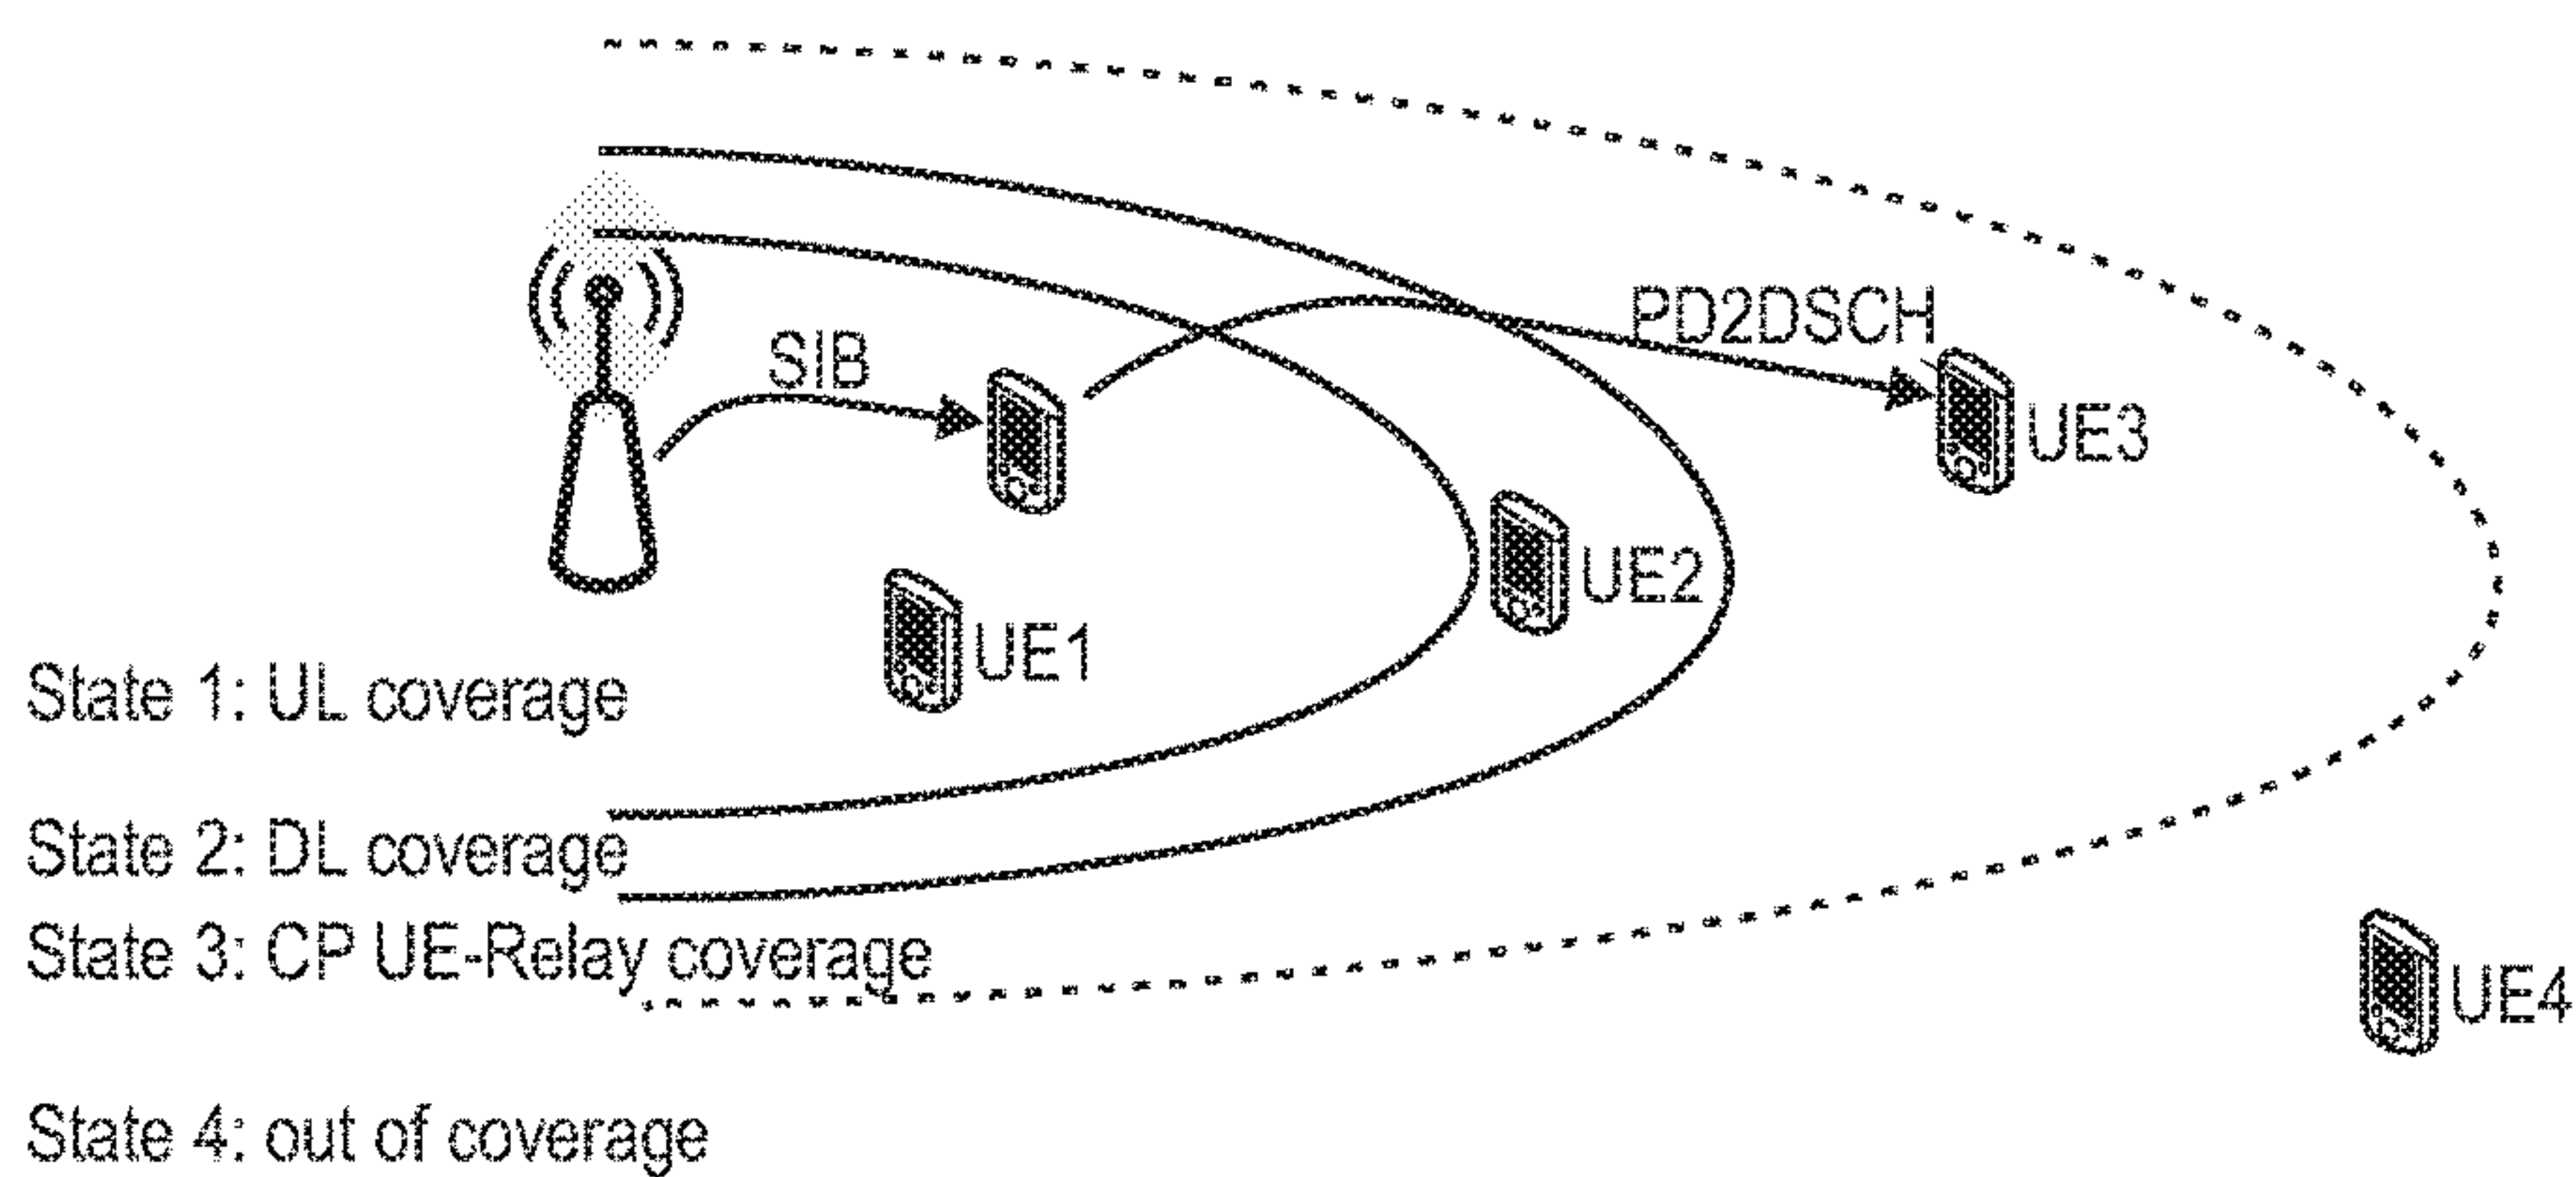 PD2DSCH
SIB
UE3
UE2
UE1
State 1: UL coverage
State 2: DL coverage
State 3: CP UE-Relay coverage
UE4
State 4: out of coverage